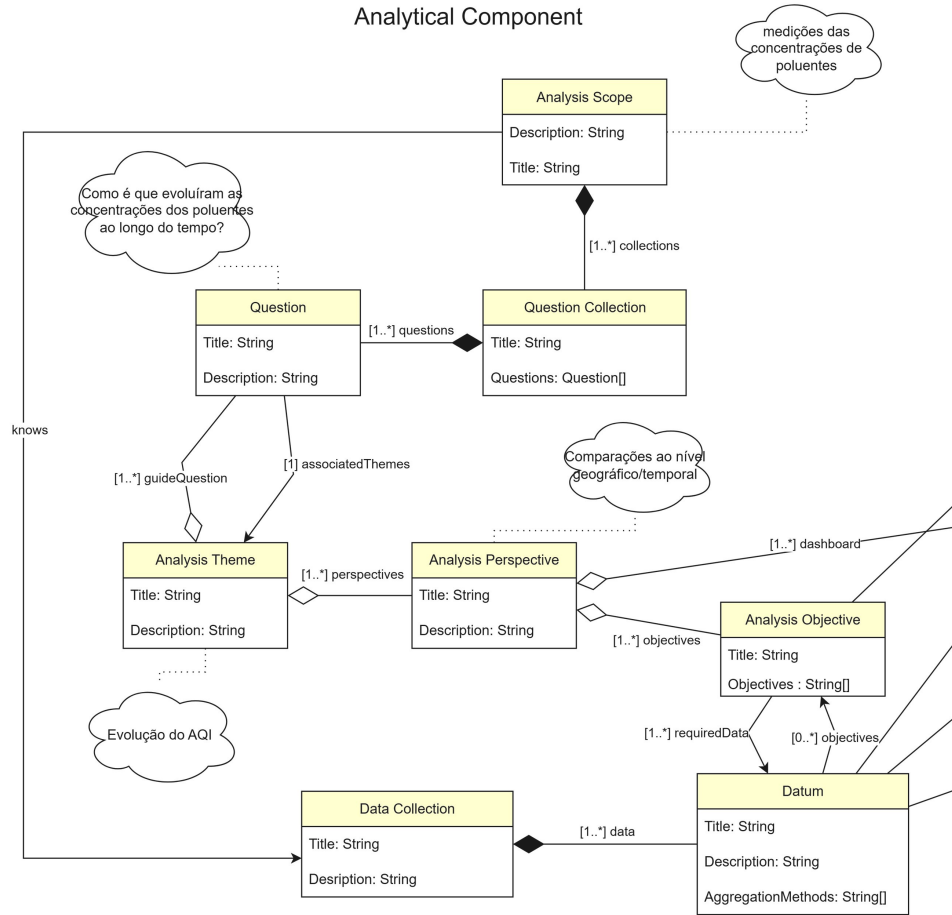 Analytical Component
medições das
concentrações de
poluentes
Analysis Scope
Description: String
Title: String
Como é que evoluíram as
concentrações dos poluentes
ao longo do tempo?
[1..*] collections
Question
Title: String
Description: String
[1..*] questions
Question Collection
Title: String
Questions: Question[]
knows
[1..*] guideQuestion
[1] associatedThemes
Comparações ao nível
geográfico/temporal
Analysis Theme
Title: String
Description: String
[1..*] perspectives
Analysis Perspective
Title: String
Description: String
[1..*] dashboard
[1..*] objectives
Analysis Objective
Title: String
Objectives : String[]
Evolução do AQI
[1..*] requiredData
[0..*] objectives
Data Collection
Title: String
Desription: String
[1..*] data
Datum
Title: String
Description: String
AggregationMethods: String[]